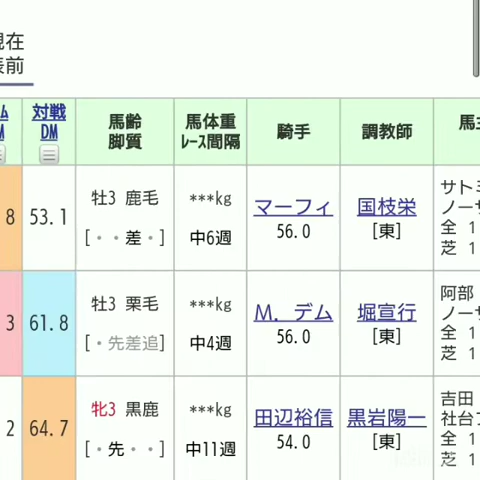 現在
表前
ム 対戦 馬齢 馬体重 騎手 調教師 馬主
M DM 脚質 ﾚｰｽ間隔
8 53.1 牡3 鹿毛 ***kg マーフィ 国枝栄 サトミ
[・・差・] 中6週 56.0 [東] ノーサ
全 1
芝 1
3 61.8 牡3 栗毛 ***kg Ｍ．デム 堀宣行 阿部
[・先差追] 中4週 56.0 [東] ノーサ
全 1
芝 1
2 64.7 牝3 黒鹿 ***kg 田辺裕信 黒岩陽一 吉田
[・先・・] 中11週 54.0 [東] 社台フ
全 1
芝 1